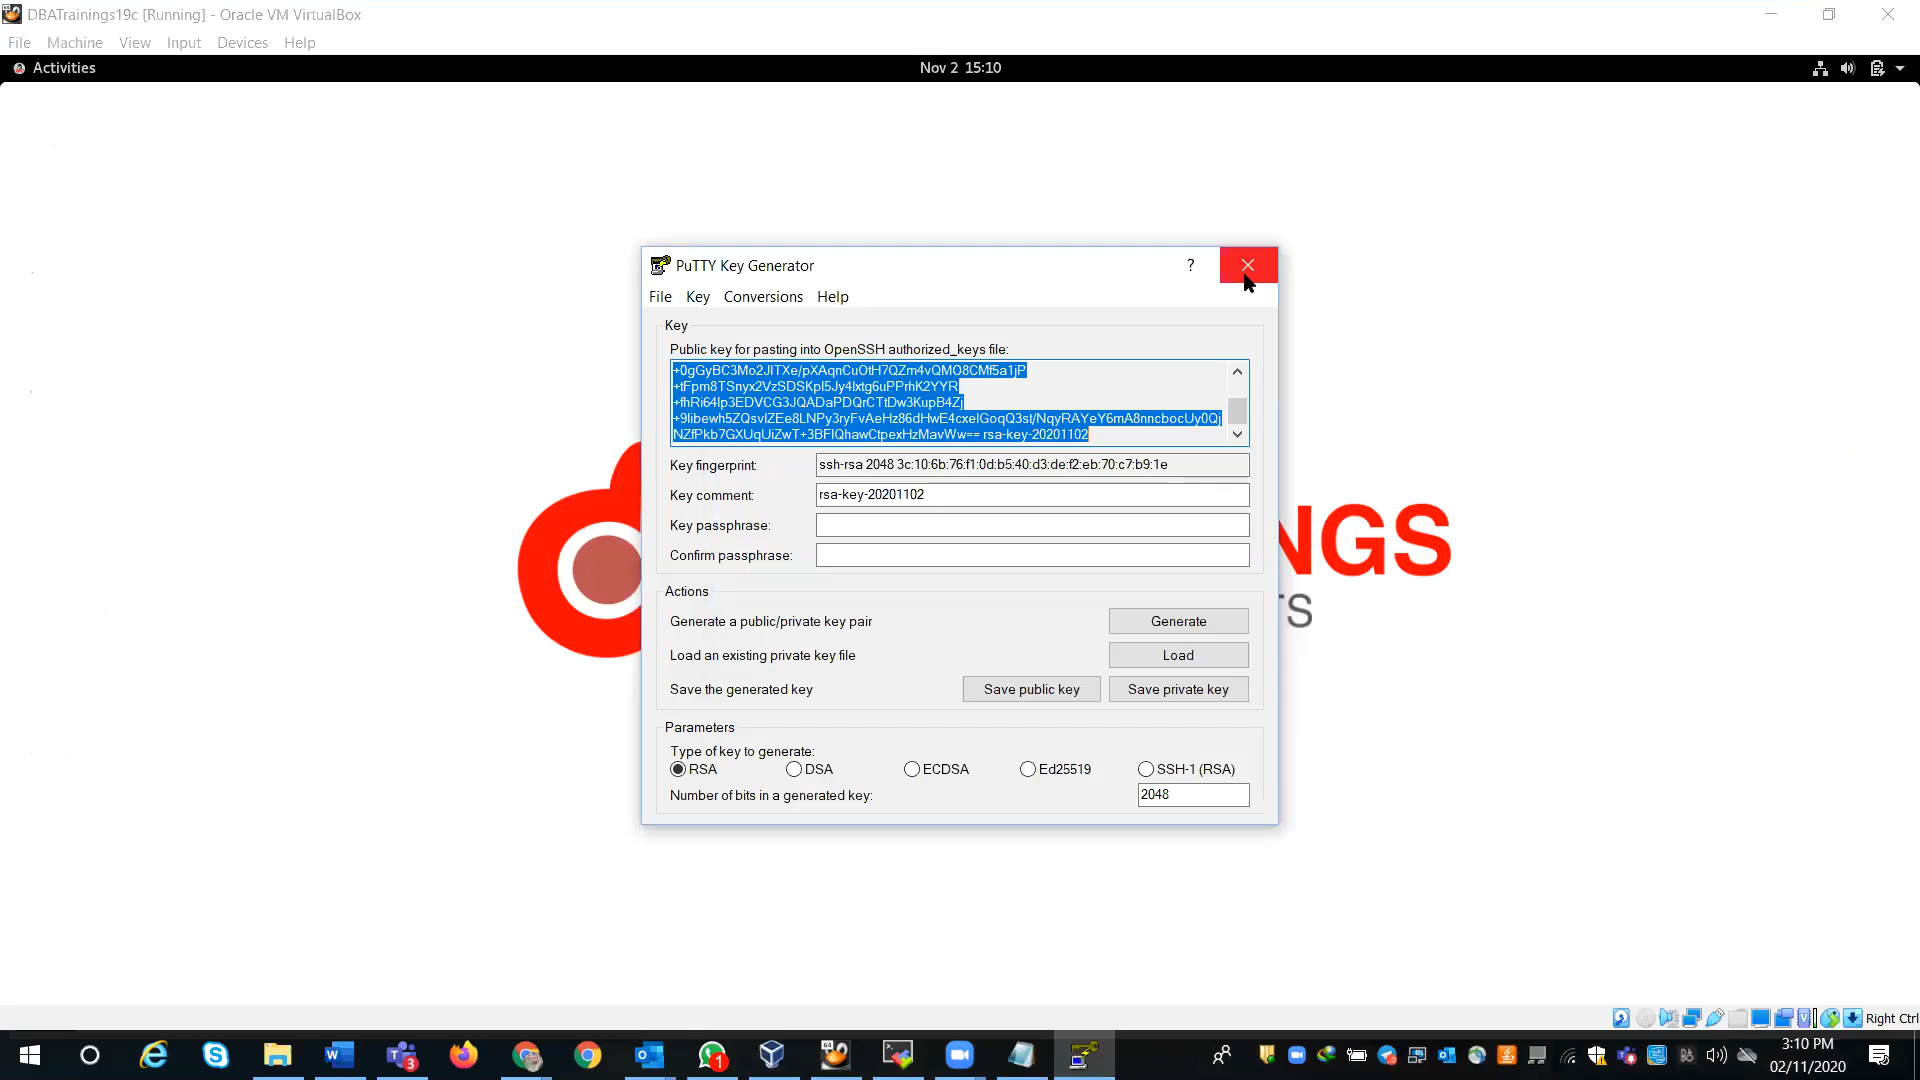 DBATrainings19c [Running] - Oracle VM VirtualBox
File Machine View Input Devices Help
Activities
Nov 2 15:10
PuTTY Key Generator
?
File Key Conversions Help
Key
Public key for pasting into OpenSSH authorized_keys file:
+0gGyBC3Mo2JITXe/pXAqnCuOtH7QZm4vQMO8CMf5a1jP
+tFpm8TSnyx2VzSDSKpI5Jy4lxtg6uPPrhK2YYR
+fhRi64Ip3EDVCG3JQADaPDQrCTtDw3KupB4Zj
+9Iibewh5ZQsvlZEe8LNPy3ryFvAeHz86dHwE4cxelGoqQ3st/NqyRAYeY6mA8nncbocUy0Qj
NZfPkb7GXUqUiZwT+3BFIQhawCtpexHzMavWw== rsa-key-20201102
Key fingerprint: ssh-rsa 2048 3c:10:6b:76:f1:0d:b5:40:d3:de:f2:eb:70:c7:b9:1e
Key comment: rsa-key-20201102
Key passphrase:
Confirm passphrase:
NGS
TS
Actions
Generate a public/private key pair Generate
Load an existing private key file Load
Save the generated key Save public key Save private key
Parameters
Type of key to generate:
RSA DSA ECDSA Ed25519 SSH-1 (RSA)
Number of bits in a generated key: 2048
Right Ctrl
3:10 PM
02/11/2020